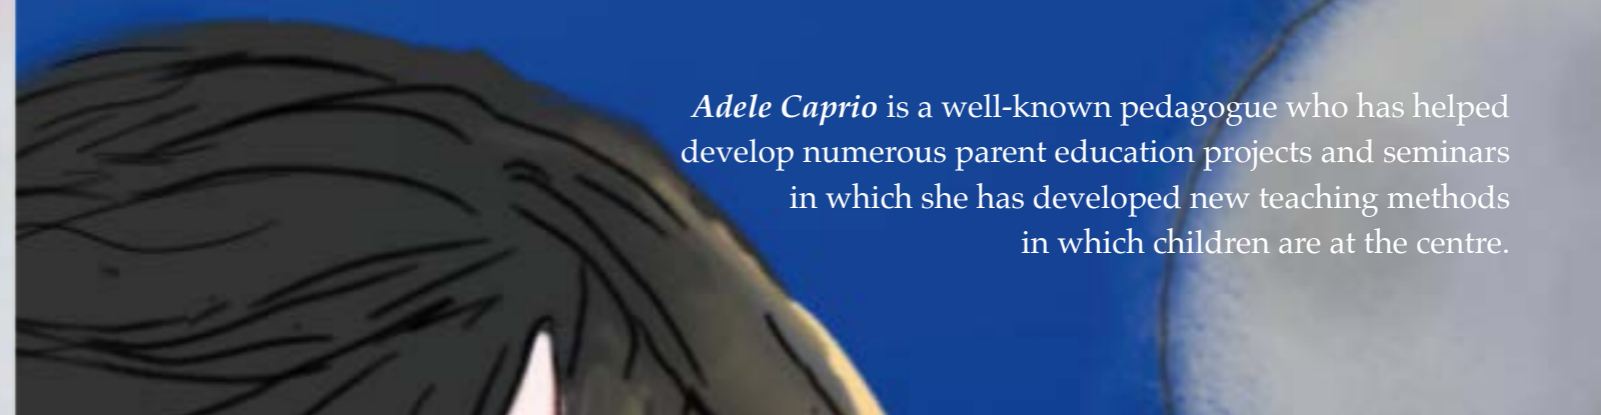 Adele Caprio is a well-known pedagogue who has helped
develop numerous parent education projects and seminars
in which she has developed new teaching methods
in which children are at the centre.